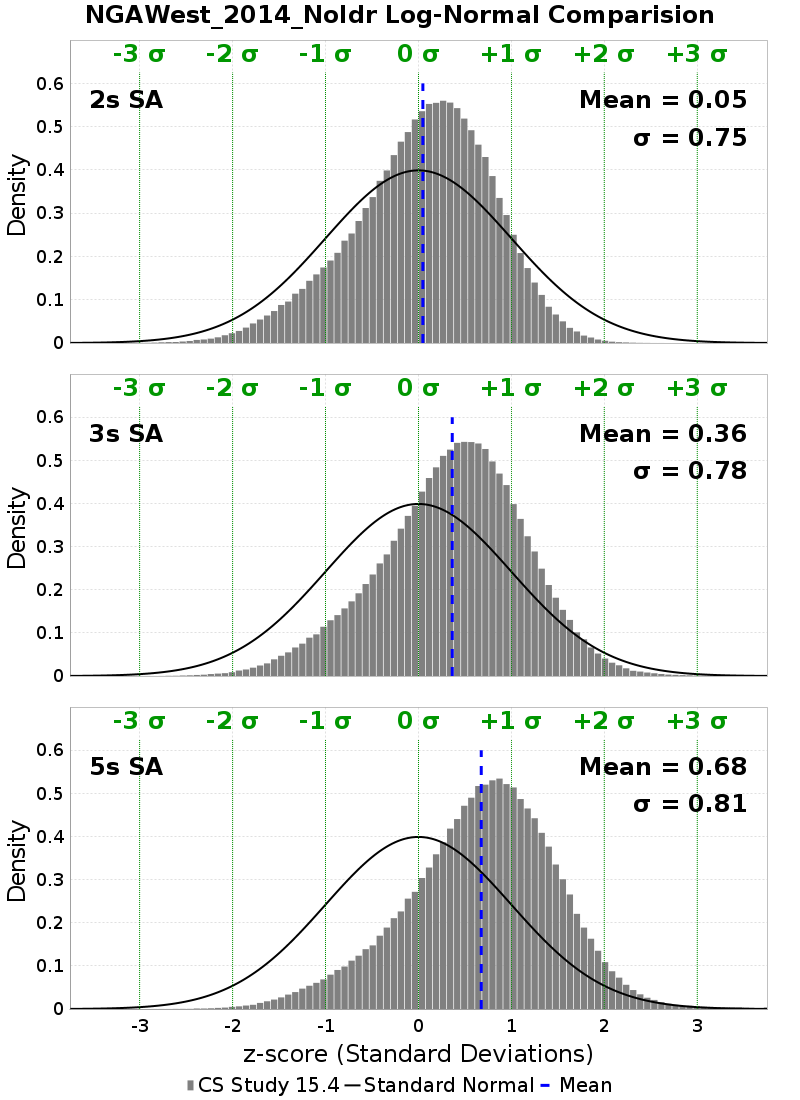 NGAWest_2014_NoIdr Log-Normal Comparision
-3 σ -2 σ -1 σ 0 σ +1 σ +2 σ +3 σ
0.6
2s SA
Mean = 0.05
0.5
σ = 0.75
0.4
0.3
0.2
0.1
0
Density
-3 σ -2 σ -1 σ 0 σ +1 σ +2 σ +3 σ
0.6
3s SA
Mean = 0.36
0.5
σ = 0.78
0.4
0.3
0.2
0.1
0
Density
-3 σ -2 σ -1 σ 0 σ +1 σ +2 σ +3 σ
0.6
5s SA
Mean = 0.68
0.5
σ = 0.81
0.4
0.3
0.2
0.1
0
Density
-3 -2 -1 0 1 2 3
z-score (Standard Deviations)
CS Study 15.4 Standard Normal Mean